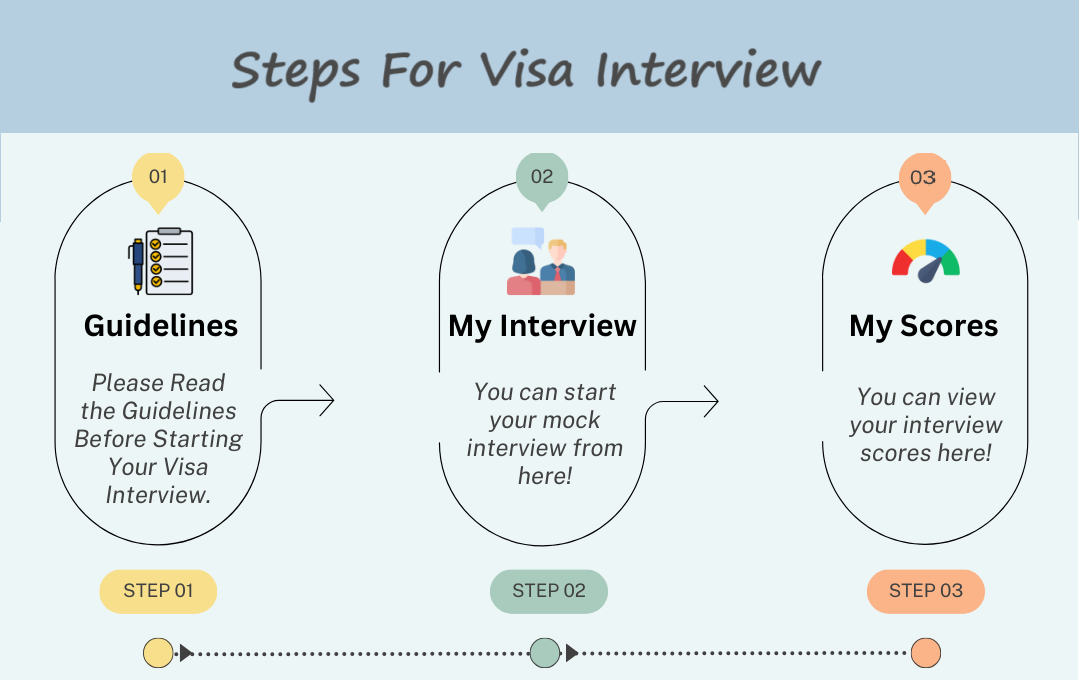 Steps For Visa Interview
01
Guidelines
Please Read
the Guidelines
Before Starting
Your Visa
Interview.
STEP 01
02
My Interview
You can start
your mock
interview from
here!
STEP 02
03
My Scores
You can view
your interview
scores here!
STEP 03